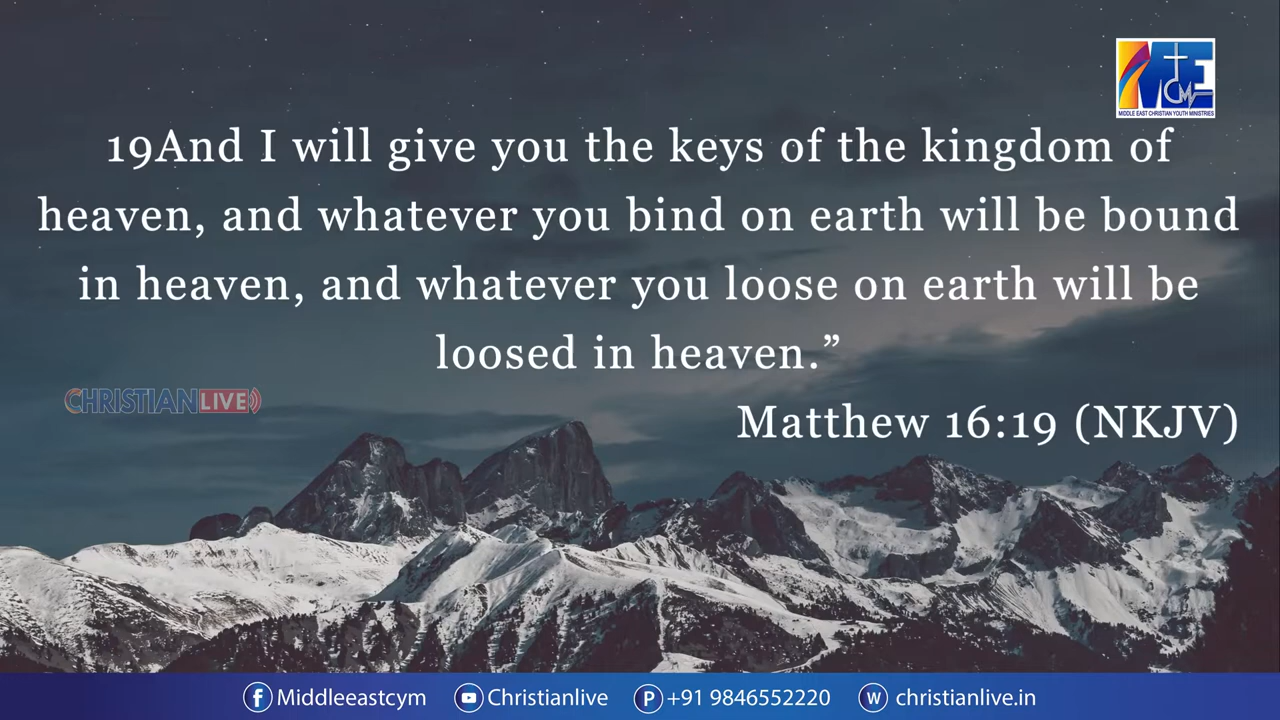 ME
CM
MIDDLE EAST CHRISTIAN YOUTH MINISTRIES
19And I will give you the keys of the kingdom of
heaven, and whatever you bind on earth will be bound
in heaven, and whatever you loose on earth will be
loosed in heaven.”
CHRISTIANLIVE
Matthew 16:19 (NKJV)
Middleeastcym Christianlive P +91 9846552220 W christianlive.in